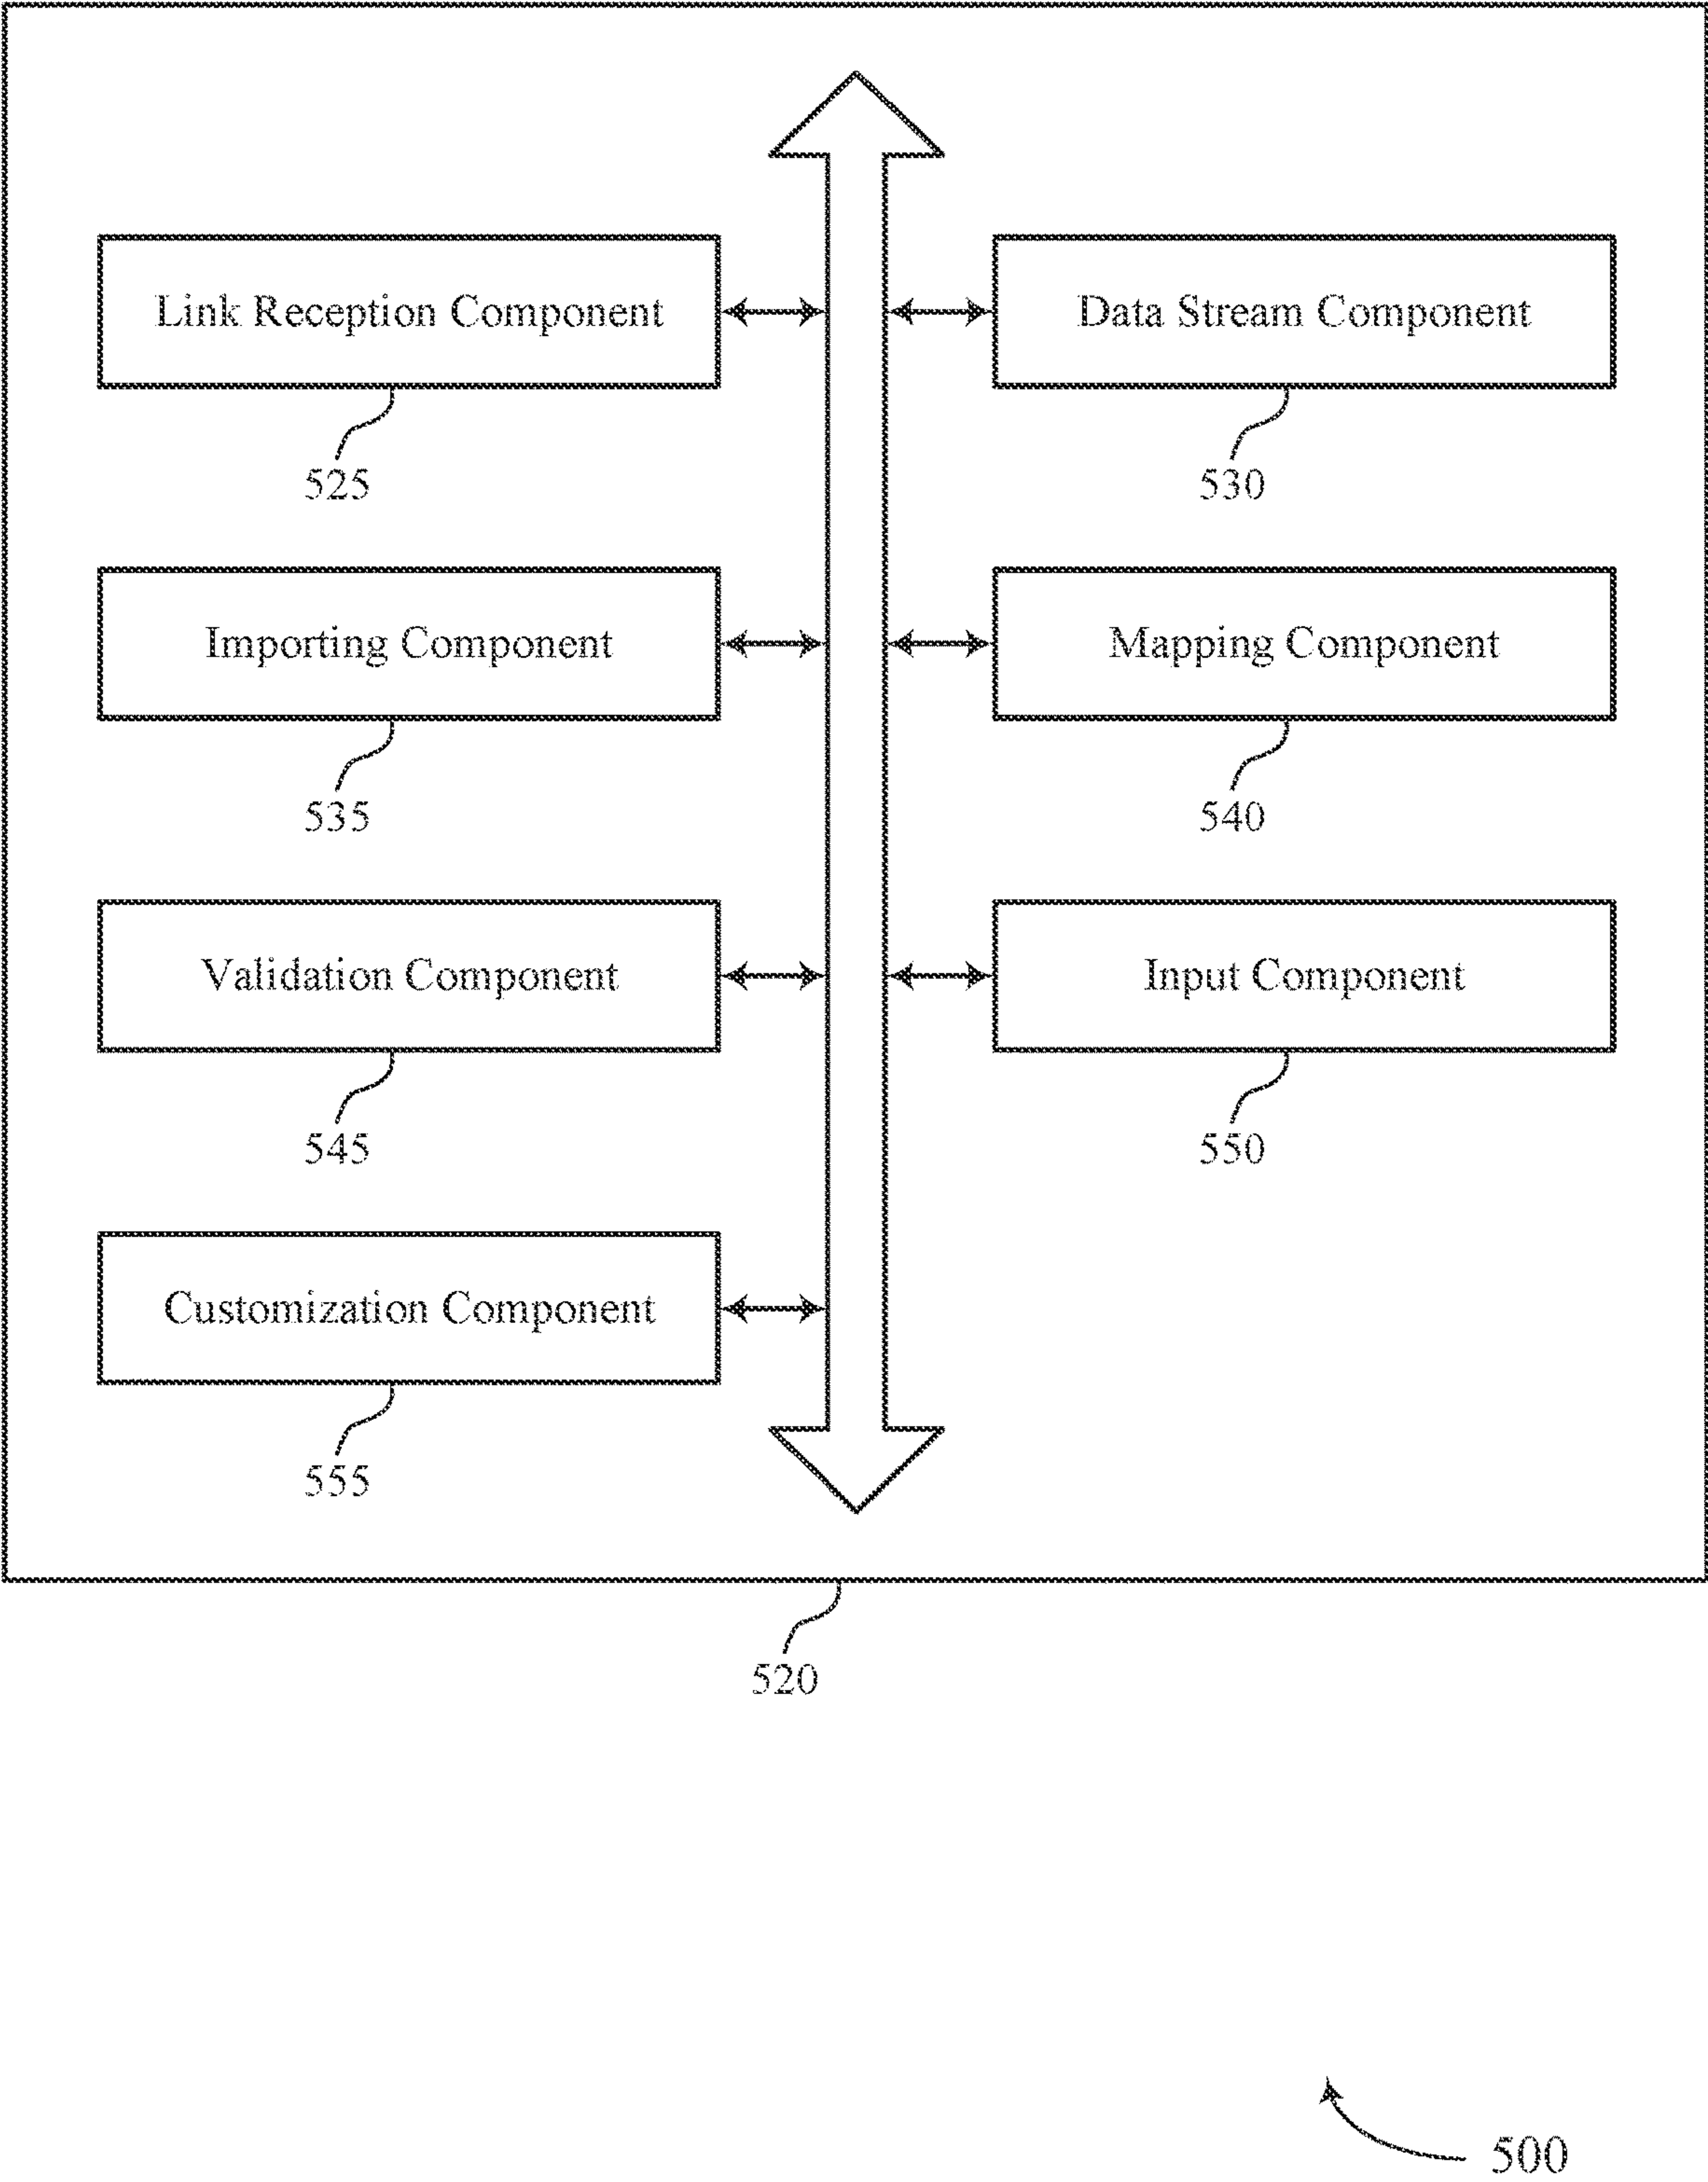 Link Reception Component
Data Stream Component
525
530
Importing Component
Mapping Component
535
540
Validation Component
Input Component
545
550
Customization Component
555
520
500